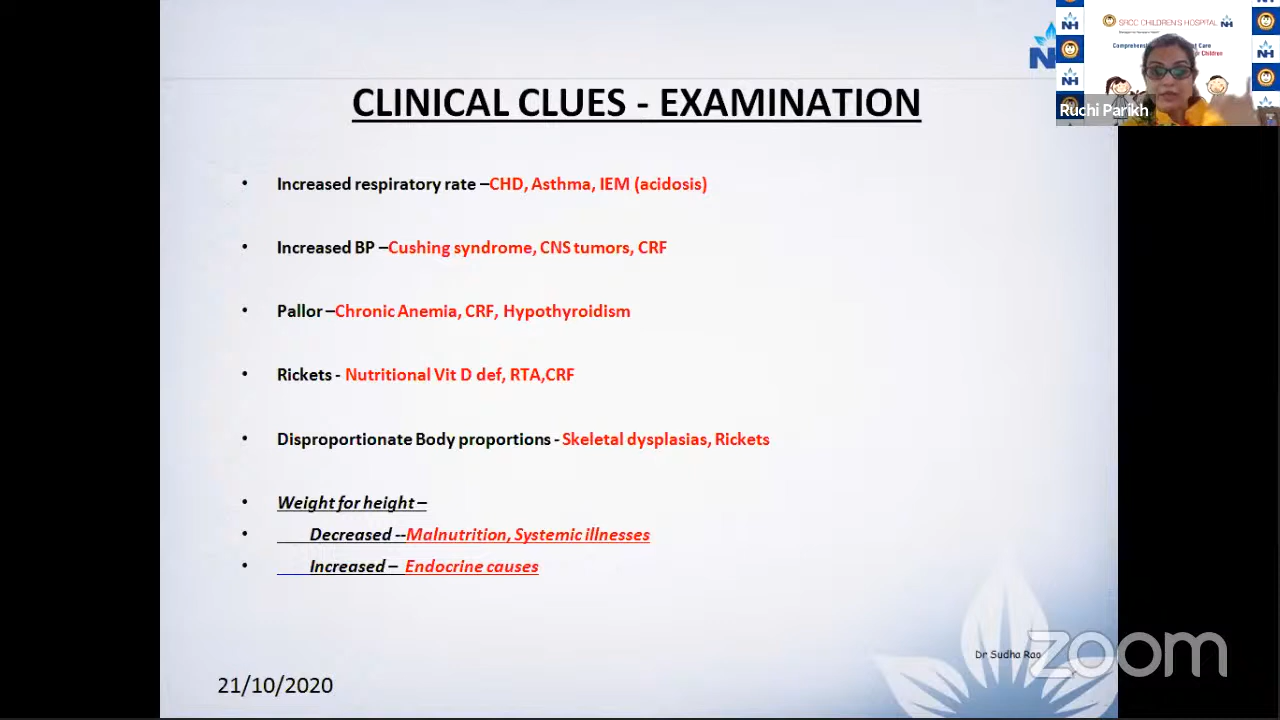 SRCC CHILDREN'S HOSPITAL NH
NH
Ruchi Parikh
CLINICAL CLUES - EXAMINATION
• Increased respiratory rate –CHD, Asthma, IEM (acidosis)
• Increased BP –Cushing syndrome, CNS tumors, CRF
• Pallor –Chronic Anemia, CRF, Hypothyroidism
• Rickets - Nutritional Vit D def, RTA,CRF
• Disproportionate Body proportions - Skeletal dysplasias, Rickets
• Weight for height –
• Decreased --Malnutrition, Systemic illnesses
• Increased – Endocrine causes
Dr Sudha Rao
zoom
21/10/2020